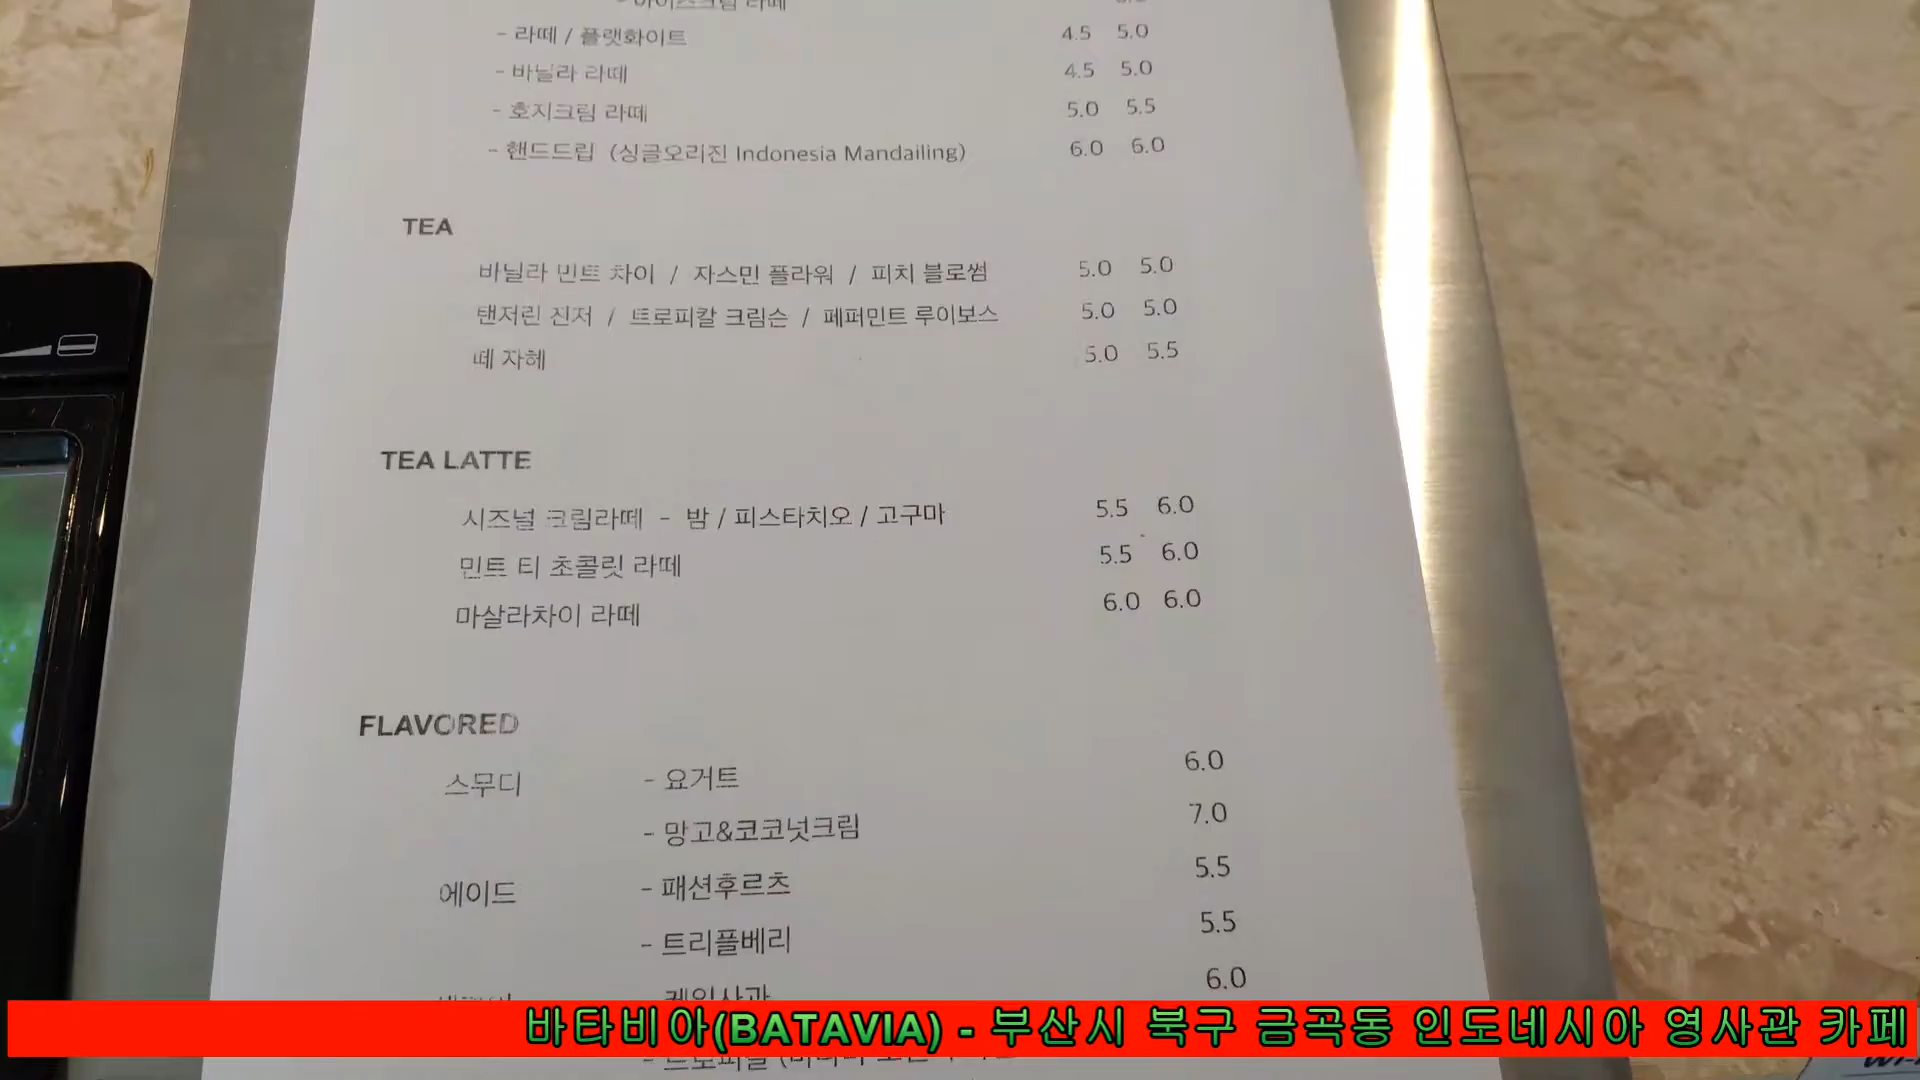 아이스크림 라떼
- 라떼 / 플랫화이트 4.5 5.0
- 바닐라 라떼 4.5 5.0
- 호지크림 라떼 5.0 5.5
- 핸드드립 (싱글오리진 Indonesia Mandailing) 6.0 6.0
TEA
바닐라 민트 차이 / 자스민 플라워 / 피치 블로썸 5.0 5.0
탠저린 진저 / 트로피칼 크림슨 / 페퍼민트 루이보스 5.0 5.0
떼 자헤 5.0 5.5
TEA LATTE
시즈널 크림라떼 - 밤 / 피스타치오 / 고구마 5.5 6.0
민트 티 초콜릿 라떼 5.5 6.0
마살라차이 라떼 6.0 6.0
FLAVORED
스무디 - 요거트 6.0
- 망고&코코넛크림 7.0
에이드 - 패션후르츠 5.5
- 트리플베리 5.5
6.0
바타비아(BATAVIA) - 부산시 북구 금곡동 인도네시아 영사관 카페